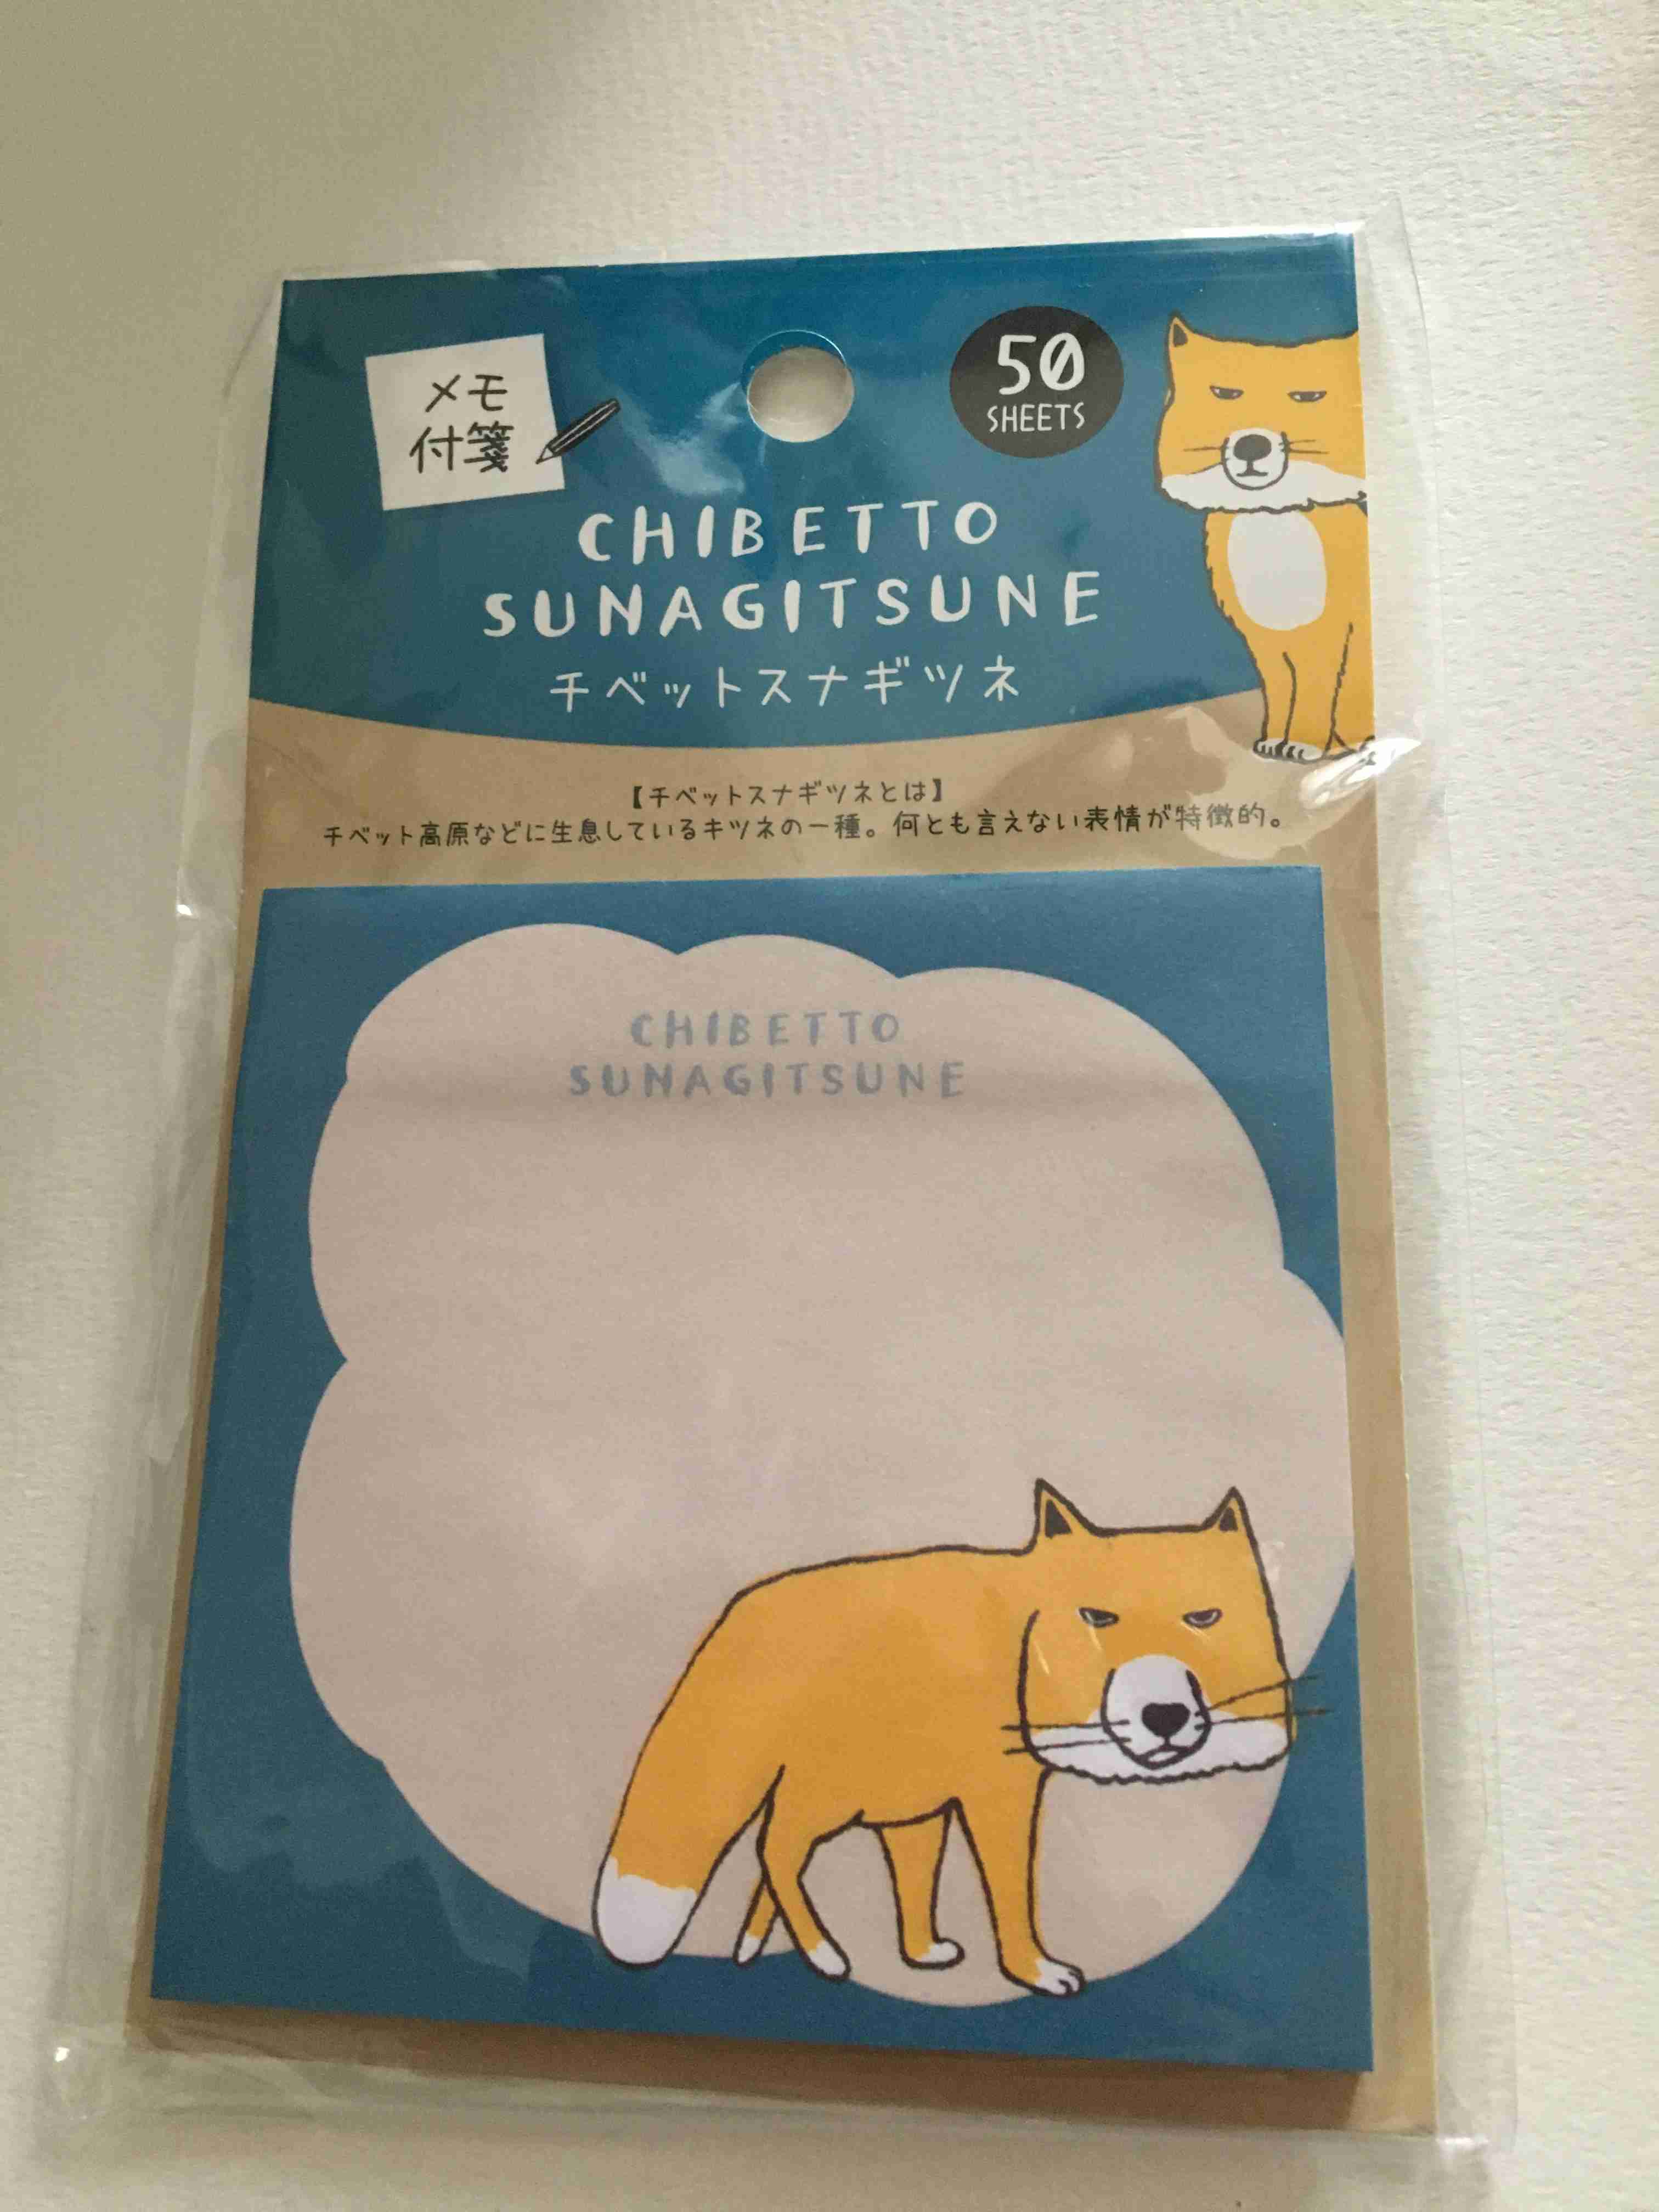 メモ
付箋
50
SHEETS
CHIBETTO
SUNAGITSUNE
チベットスナギツネ
【チベットスナギツネとは】
チベット高原などに生息しているキツネの一種。何とも言えない表情が特徴的。
CHIBETTO
SUNAGITSUNE